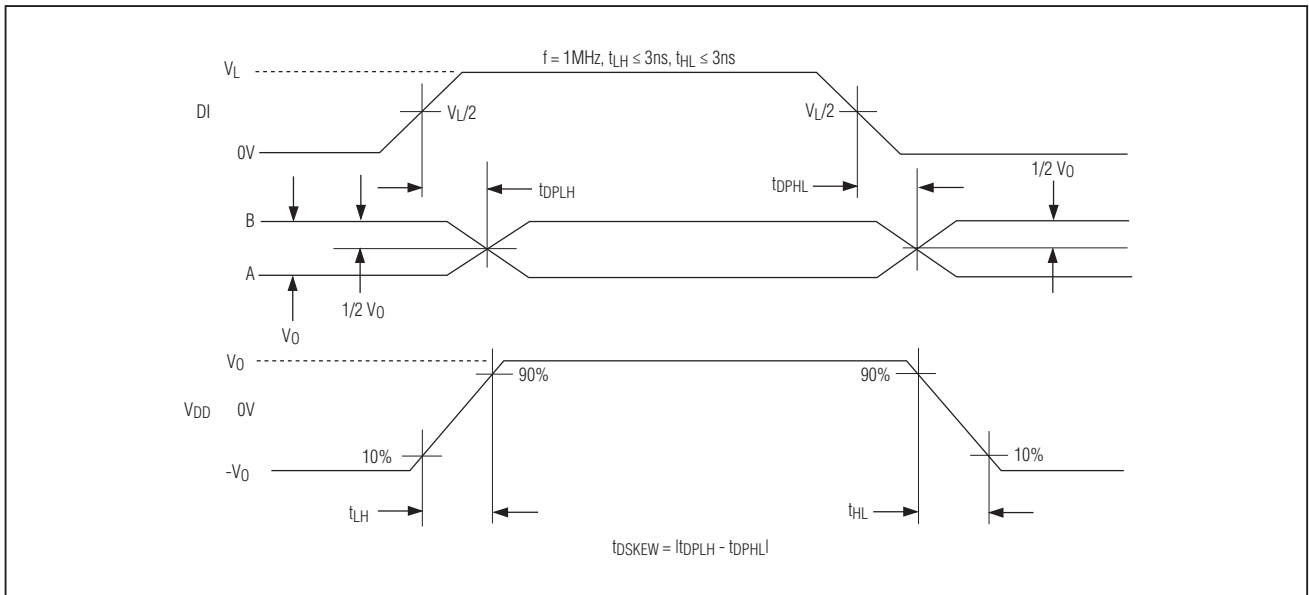 f = 1MHz, tLH ≤ 3ns, tHL ≤ 3ns
VL
DI
VL/2
VL/2
0V
1/2 VO
tDPLH
tDPHL
B
A
1/2 VO
VO
VO
90%
90%
VDD 0V
10%
10%
-VO
tLH
tHL
tDSKEW = |tDPLH - tDPHL|